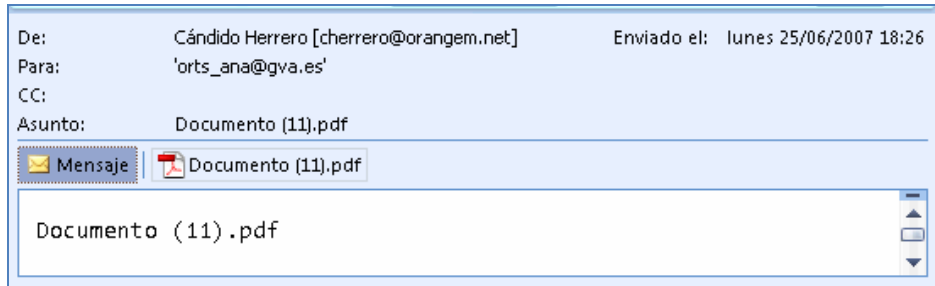 De: Cándido Herrero [cherrero@orangem.net] Enviado el: lunes 25/06/2007 18:26
Para: 'orts_ana@gva.es'
CC:
Asunto: Documento (11).pdf
Mensaje Documento (11).pdf
Documento (11).pdf